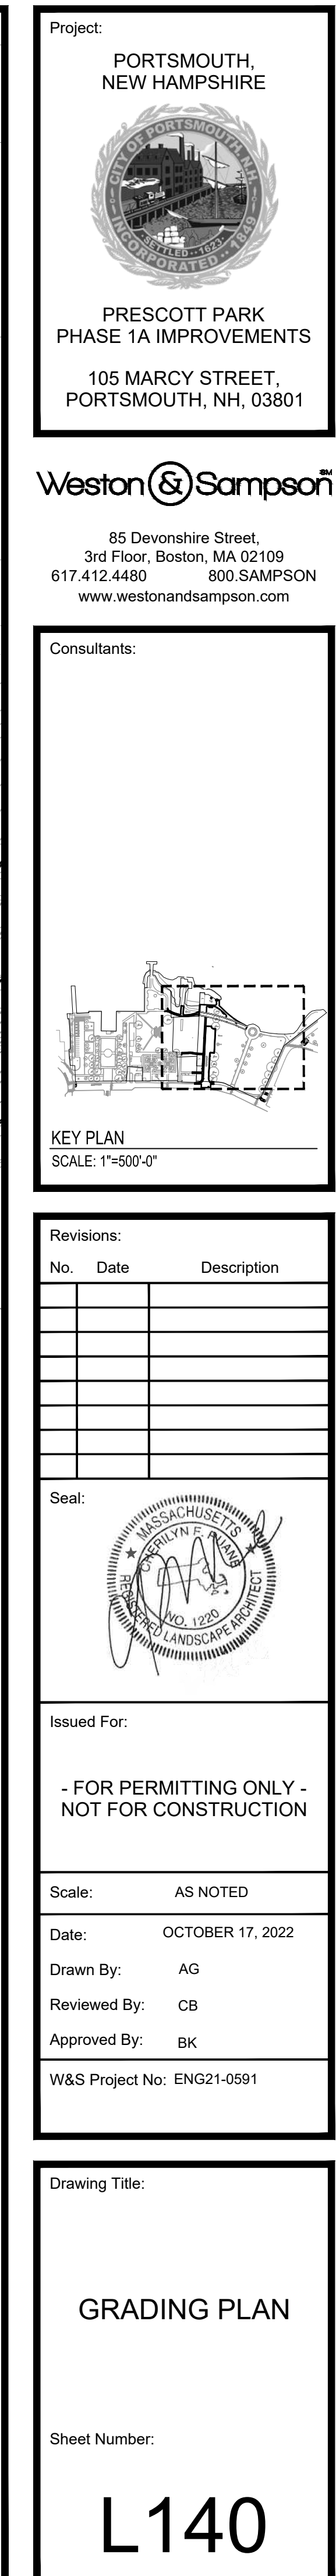 Project:
PORTSMOUTH,
NEW HAMPSHIRE
CITY OF PORTSMOUTH, NH
SETTLED · 1623 ·
INCORPORATED · 1849
PRESCOTT PARK
PHASE 1A IMPROVEMENTS
105 MARCY STREET,
PORTSMOUTH, NH, 03801
Weston & Sampson SM
85 Devonshire Street,
3rd Floor, Boston, MA 02109
617.412.4480 800.SAMPSON
www.westonandsampson.com
Consultants:
KEY PLAN
SCALE: 1"=500'-0"
Revisions:
No. Date Description
Seal:
MASSACHUSETTS
CHERILYN F. RUANE
NO. 1220
REGISTERED LANDSCAPE ARCHITECT
Issued For:
- FOR PERMITTING ONLY -
NOT FOR CONSTRUCTION
Scale: AS NOTED
Date: OCTOBER 17, 2022
Drawn By: AG
Reviewed By: CB
Approved By: BK
W&S Project No: ENG21-0591
Drawing Title:
GRADING PLAN
Sheet Number:
L140